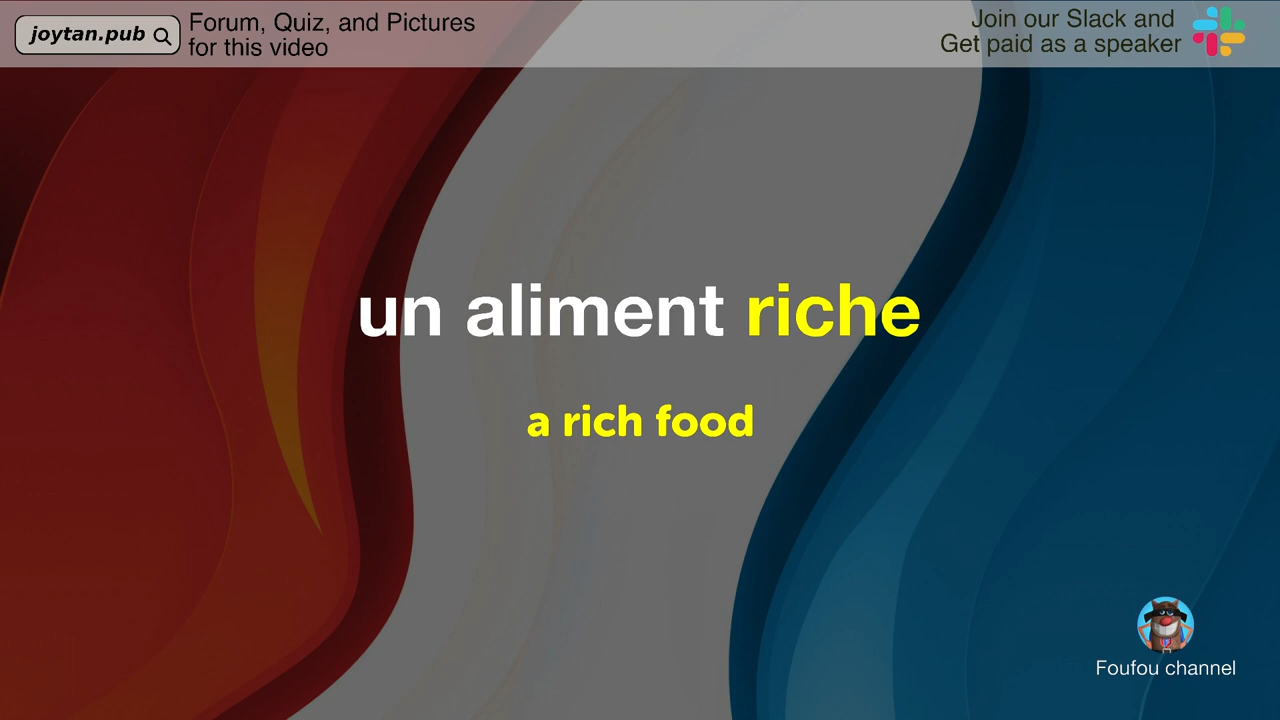 joytan.pub
Forum, Quiz, and Pictures
for this video
Join our Slack and
Get paid as a speaker
un aliment riche
a rich food
Foufou channel